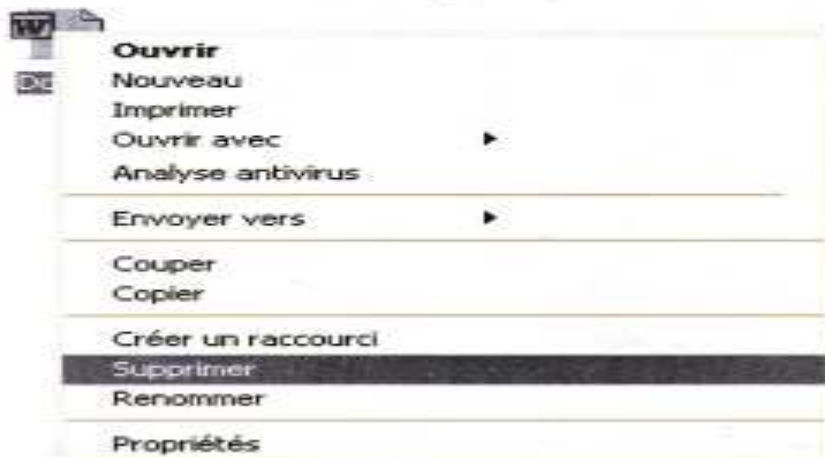 W
Ouvrir
Nouveau
Imprimer
Ouvrir avec
Analyse antivirus
Envoyer vers
Couper
Copier
Créer un raccourci
Supprimer
Renommer
Propriétés